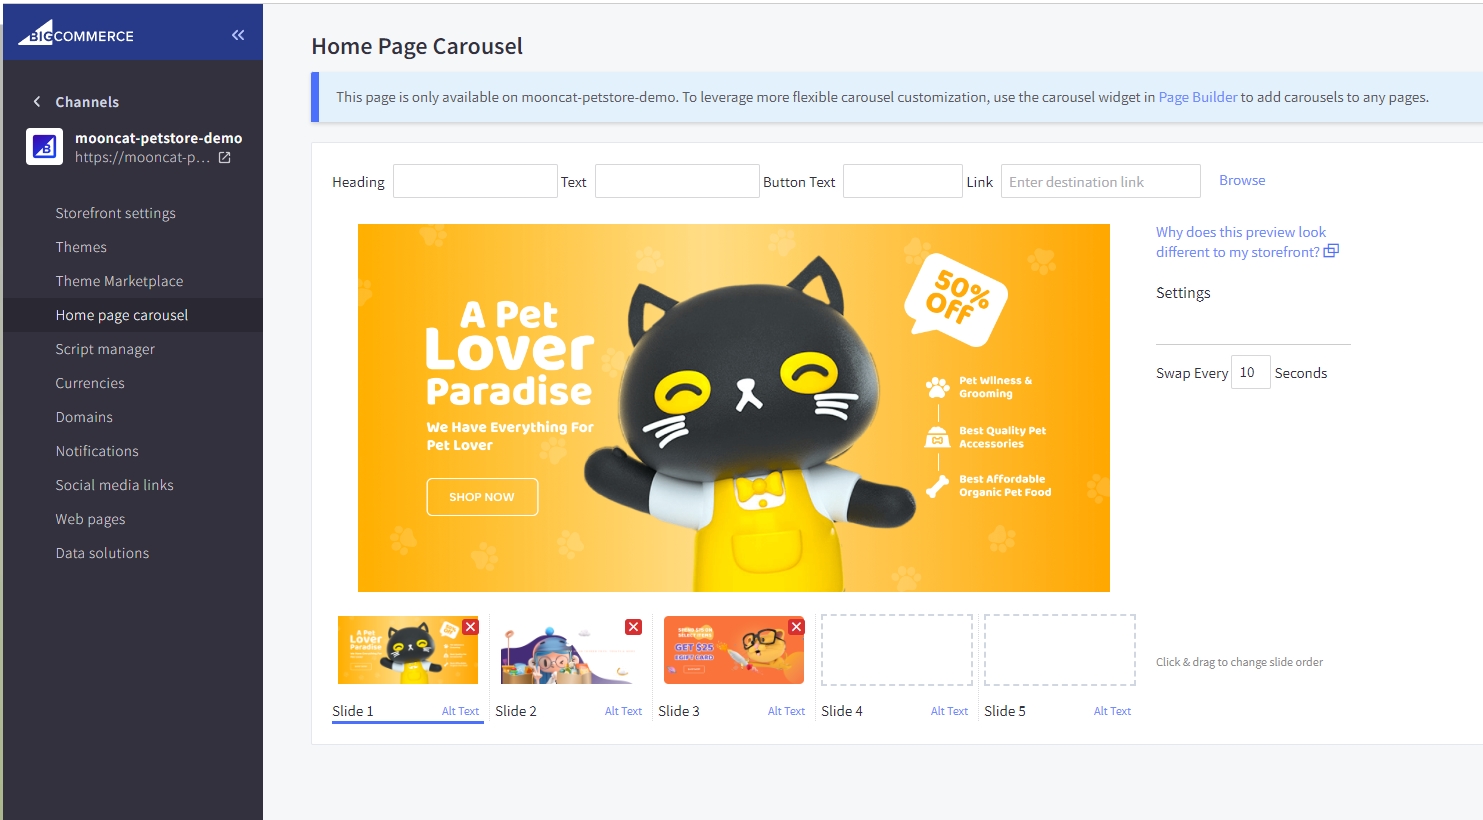 BIGCOMMERCE
Channels
mooncat-petstore-demo
https://mooncat-p...
Storefront settings
Themes
Theme Marketplace
Home page carousel
Script manager
Currencies
Domains
Notifications
Social media links
Web pages
Data solutions
Home Page Carousel
This page is only available on mooncat-petstore-demo. To leverage more flexible carousel customization, use the carousel widget in Page Builder to add carousels to any pages.
Heading Text Button Text Link Enter destination link Browse
A Pet
Lover
Paradise
We Have Everything For
Pet Lover
SHOP NOW
50%
OFF
Pet Wllness &
Grooming
Best Quality Pet
Accessories
Best Affordable
Organic Pet Food
Why does this preview look
different to my storefront?
Settings
Swap Every 10 Seconds
A Pet
Lover
Paradise
GET $25
Click & drag to change slide order
Slide 1 Alt Text Slide 2 Alt Text Slide 3 Alt Text Slide 4 Alt Text Slide 5 Alt Text